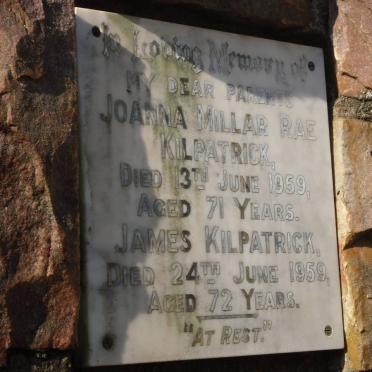 In Loving Memory of
MY DEAR PARENTS
JOANNA MILLAR RAE
KILPATRICK,
DIED 13TH JUNE 1959,
AGED 71 YEARS.
JAMES KILPATRICK,
DIED 24TH JUNE 1959,
AGED 72 YEARS.
"AT REST."